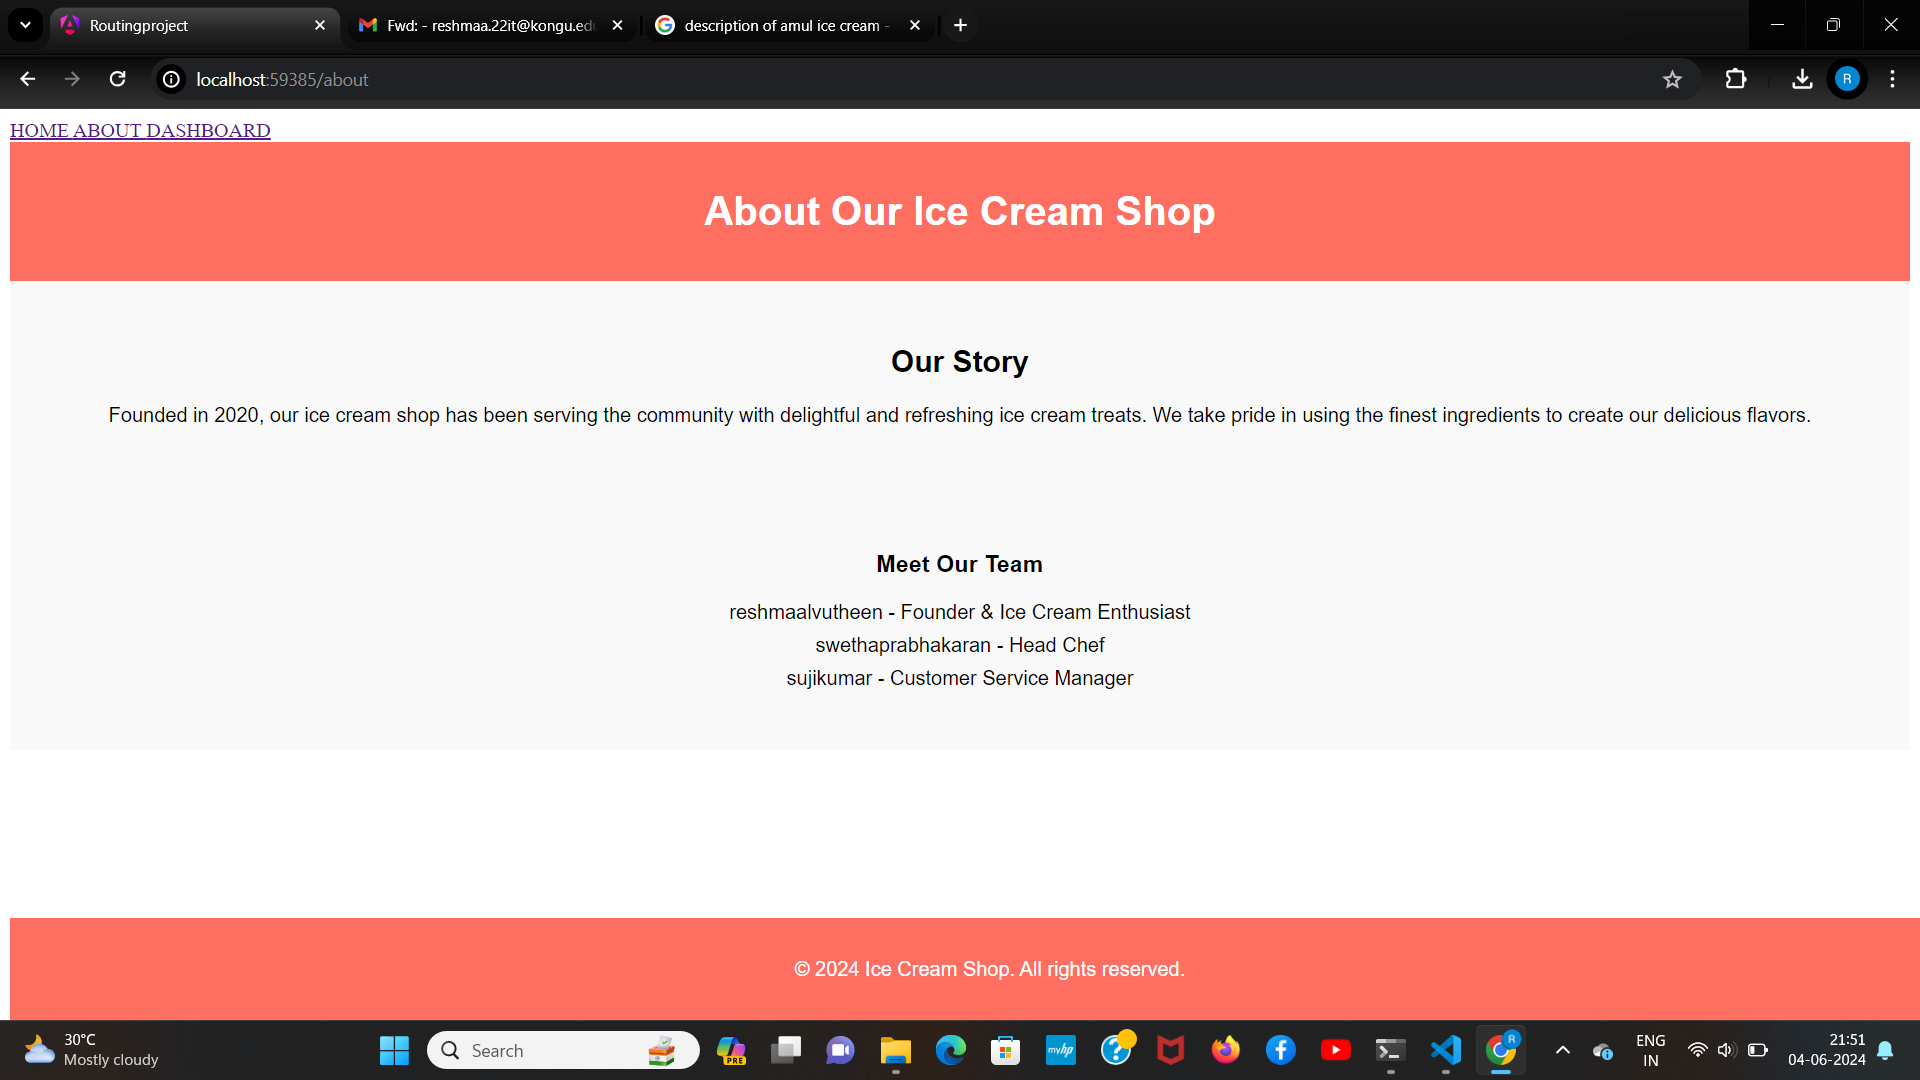 Routingproject
Fwd: - reshmaa.22it@kongu.edu
description of amul ice cream -
localhost:59385/about
R
HOME ABOUT DASHBOARD
About Our Ice Cream Shop
Our Story
Founded in 2020, our ice cream shop has been serving the community with delightful and refreshing ice cream treats. We take pride in using the finest ingredients to create our delicious flavors.
Meet Our Team
reshmaalvutheen - Founder & Ice Cream Enthusiast
swethaprabhakaran - Head Chef
sujikumar - Customer Service Manager
© 2024 Ice Cream Shop. All rights reserved.
30°C
Mostly cloudy
Search
PRE
myhp
R
ENG
IN
21:51
04-06-2024